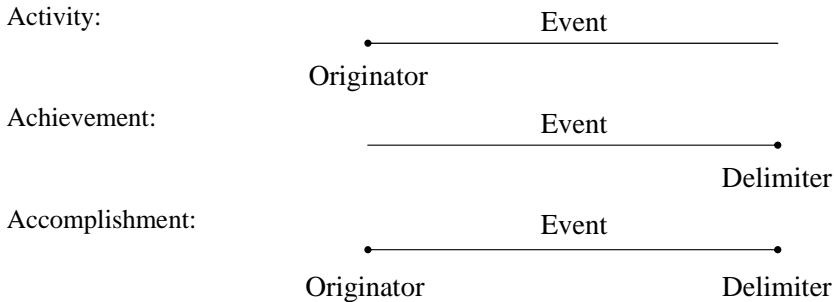 Activity:
Event
Originator
Achievement:
Event
Delimiter
Accomplishment:
Event
Originator Delimiter